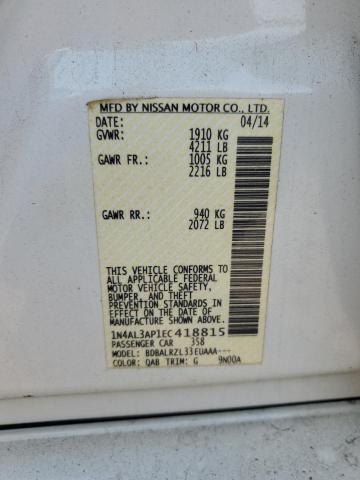 MFD BY NISSAN MOTOR CO., LTD.
DATE: 04/14
GVWR: 1910 KG
4211 LB
GAWR FR.: 1005 KG
2216 LB
GAWR RR.: 940 KG
2072 LB
THIS VEHICLE CONFORMS TO
ALL APPLICABLE FEDERAL
MOTOR VEHICLE SAFETY,
BUMPER, AND THEFT
PREVENTION STANDARDS IN
EFFECT ON THE DATE OF
MANUFACTURE SHOWN ABOVE.
1N4AL3AP1EC418815
PASSENGER CAR 358
MODEL: BDBALRZL33EUAAA---
COLOR: QAB TRIM: G 9N00A